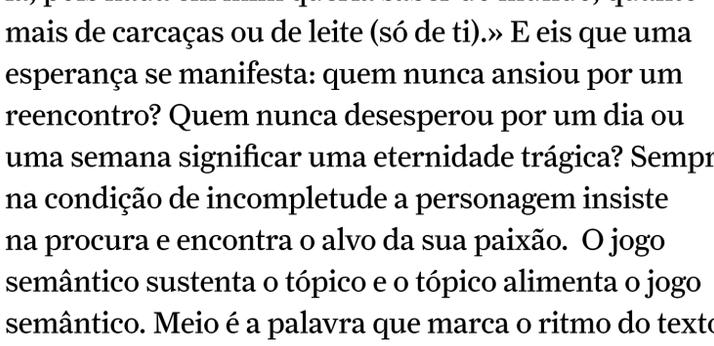 mais de carcaças ou de leite (só de ti).» E eis que uma
esperança se manifesta: quem nunca ansiou por um
reencontro? Quem nunca desesperou por um dia ou
uma semana significar uma eternidade trágica?
na condição de incompletude a personagem insiste
na procura e encontra o alvo da sua paixão.  O jogo
semântico sustenta o tópico e o tópico alimenta o jogo
semântico. Meio é a palavra que marca o ritmo do